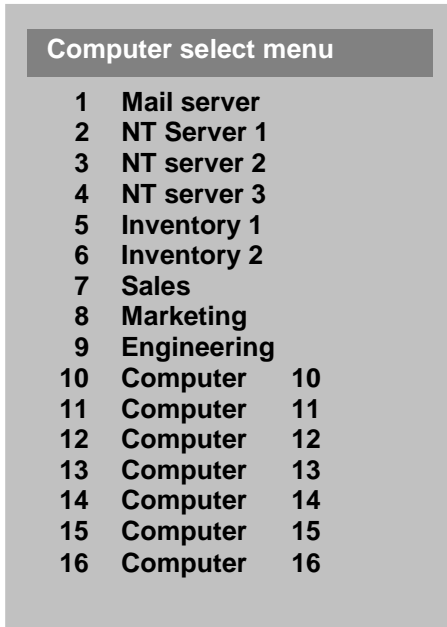 Computer select menu
1 Mail server
2 NT Server 1
3 NT server 2
4 NT server 3
5 Inventory 1
6 Inventory 2
7 Sales
8 Marketing
9 Engineering
10 Computer 10
11 Computer 11
12 Computer 12
13 Computer 13
14 Computer 14
15 Computer 15
16 Computer 16